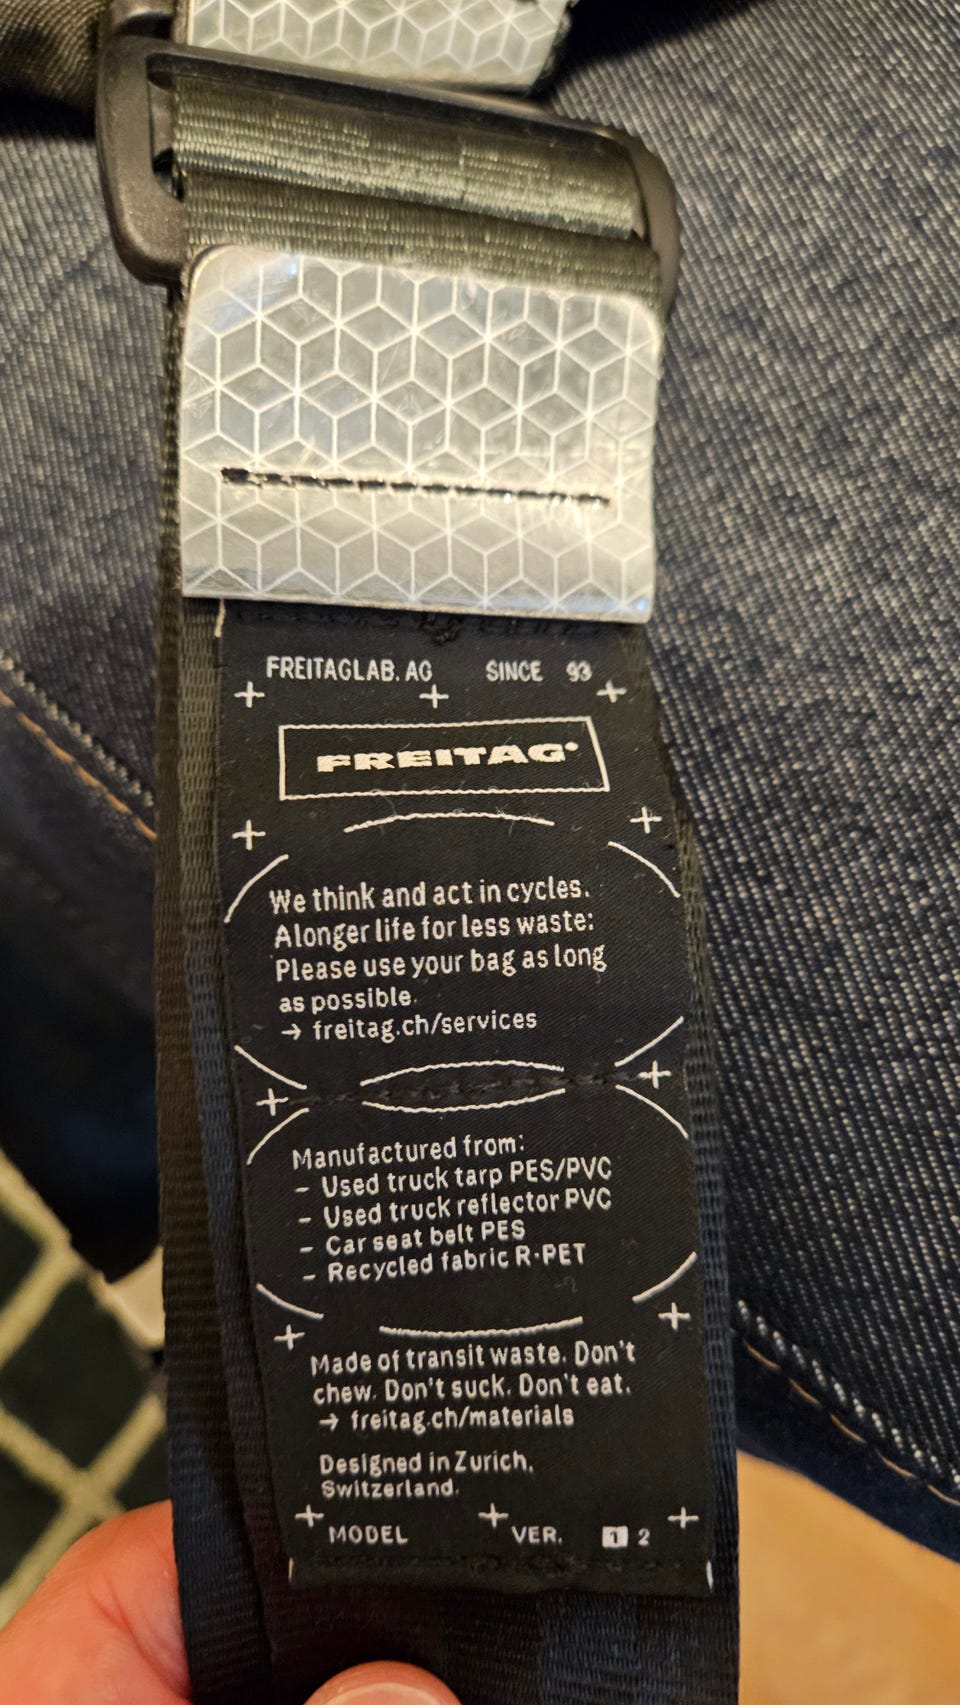 FREITAGLAB. AG SINCE 93
FREITAG
We think and act in cycles.
A longer life for less waste:
Please use your bag as long
as possible.
→ freitag.ch/services
Manufactured from:
- Used truck tarp PES/PVC
- Used truck reflector PVC
- Car seat belt PES
- Recycled fabric R-PET
Made of transit waste. Don't
chew. Don't suck. Don't eat.
→ freitag.ch/materials
Designed in Zurich,
Switzerland.
MODEL VER. 1 2